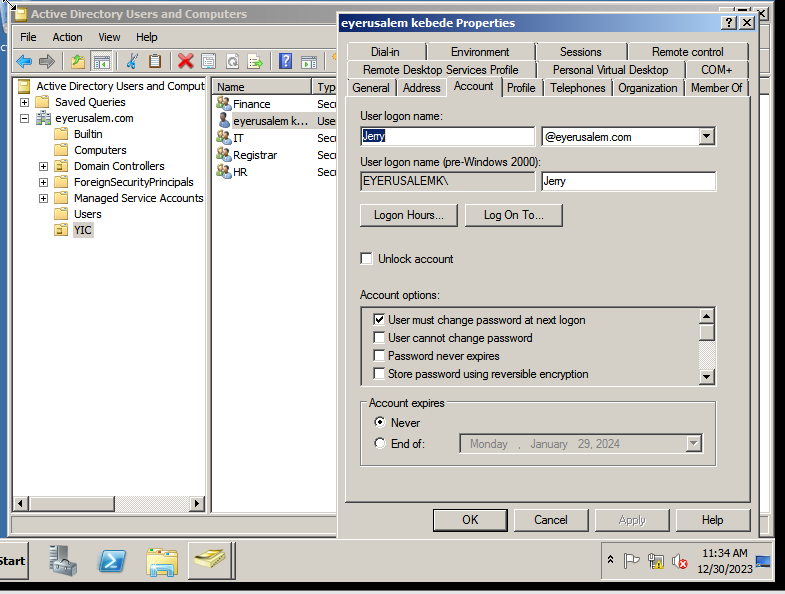 Active Directory Users and Computers
File Action View Help
Active Directory Users and Comput
Saved Queries
eyerusalem.com
Builtin
Computers
Domain Controllers
ForeignSecurityPrincipals
Managed Service Accounts
Users
YIC
Name Typ
Finance Secu
eyerusalem k... User
IT Secu
Registrar Secu
HR Secu
eyerusalem kebede Properties
Dial-in Environment Sessions Remote control
Remote Desktop Services Profile Personal Virtual Desktop COM+
General Address Account Profile Telephones Organization Member Of
User logon name:
Jerry @eyerusalem.com
User logon name (pre-Windows 2000):
EYERUSALEMK\ Jerry
Logon Hours... Log On To...
Unlock account
Account options:
User must change password at next logon
User cannot change password
Password never expires
Store password using reversible encryption
Account expires
Never
End of: Monday , January 29, 2024
OK Cancel Apply Help
Start
11:34 AM
12/30/2023